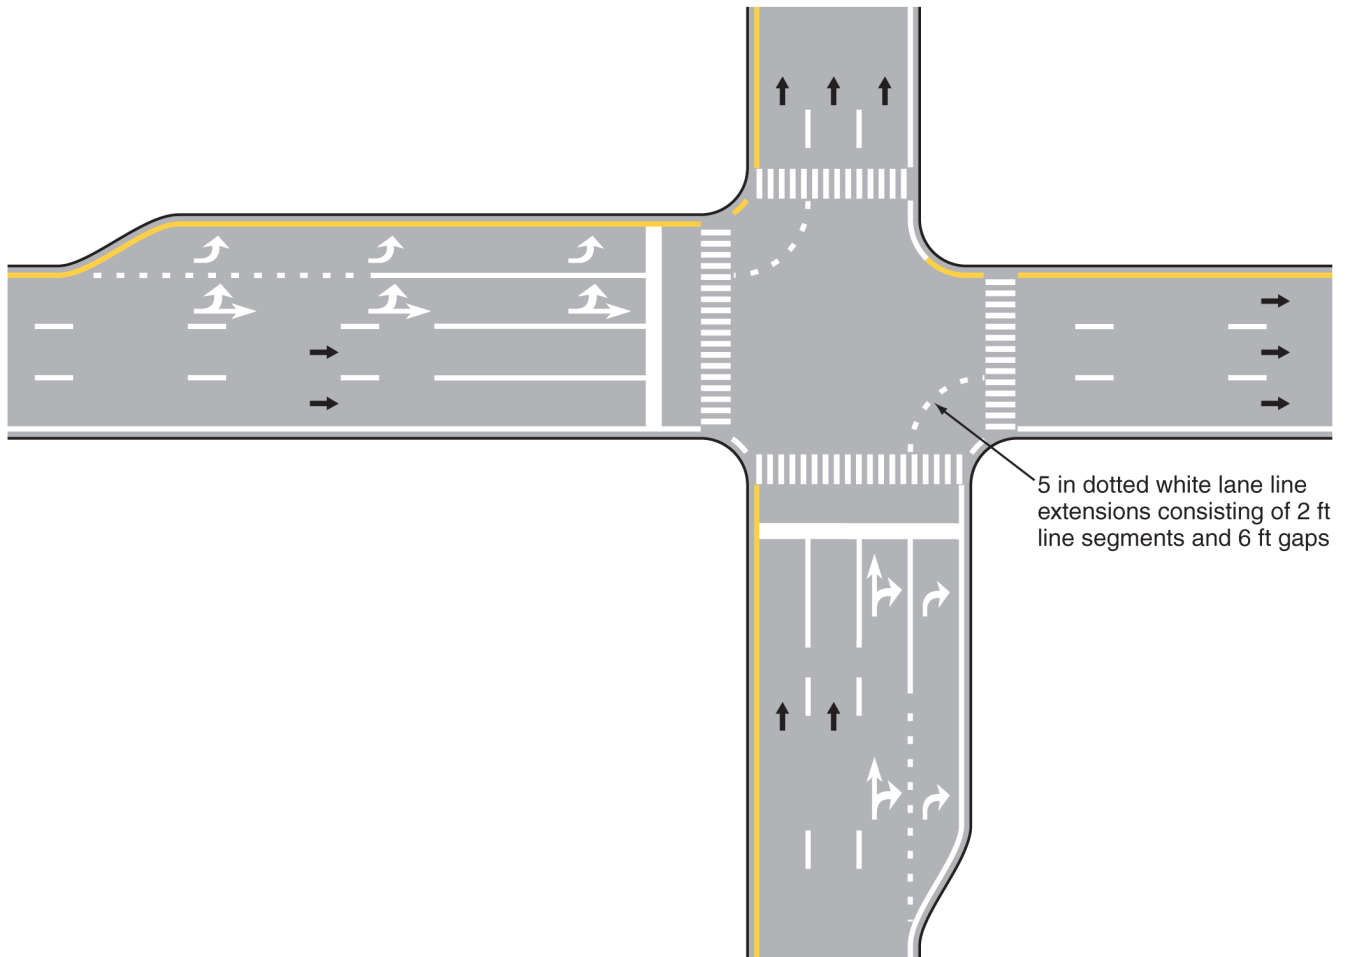 5 in dotted white lane line
extensions consisting of 2 ft
line segments and 6 ft gaps